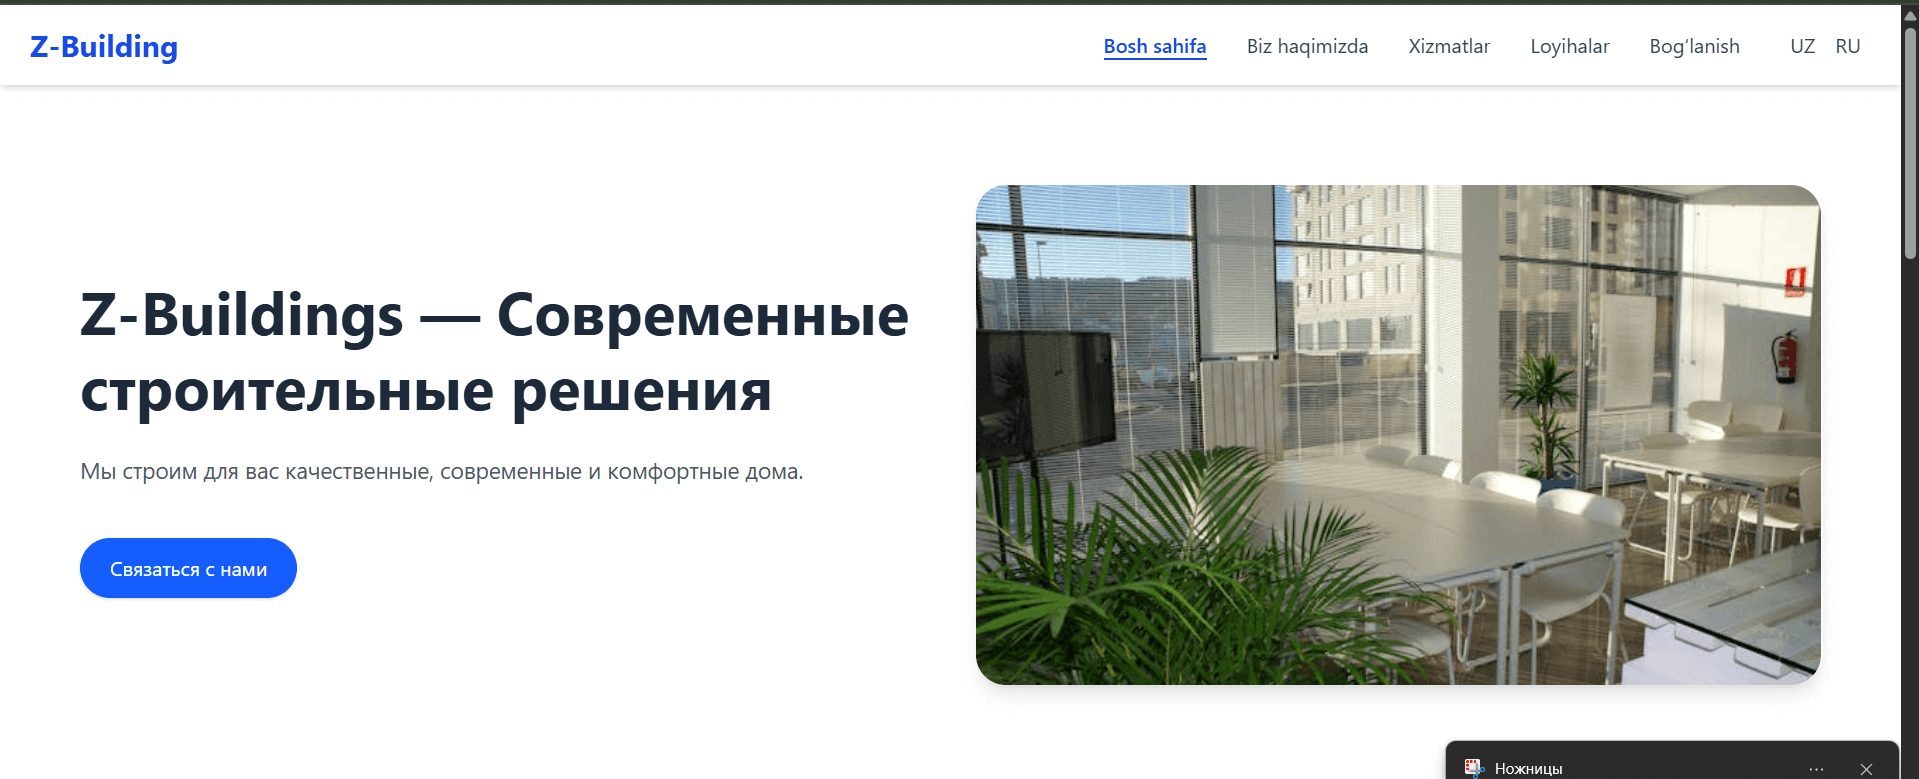 Z-Building
Bosh sahifa
Biz haqimizda
Xizmatlar
Loyihalar
Bog‘lanish
UZ
RU
Z-Buildings — Современные
строительные решения
Мы строим для вас качественные, современные и комфортные дома.
Связаться с нами
Ножницы